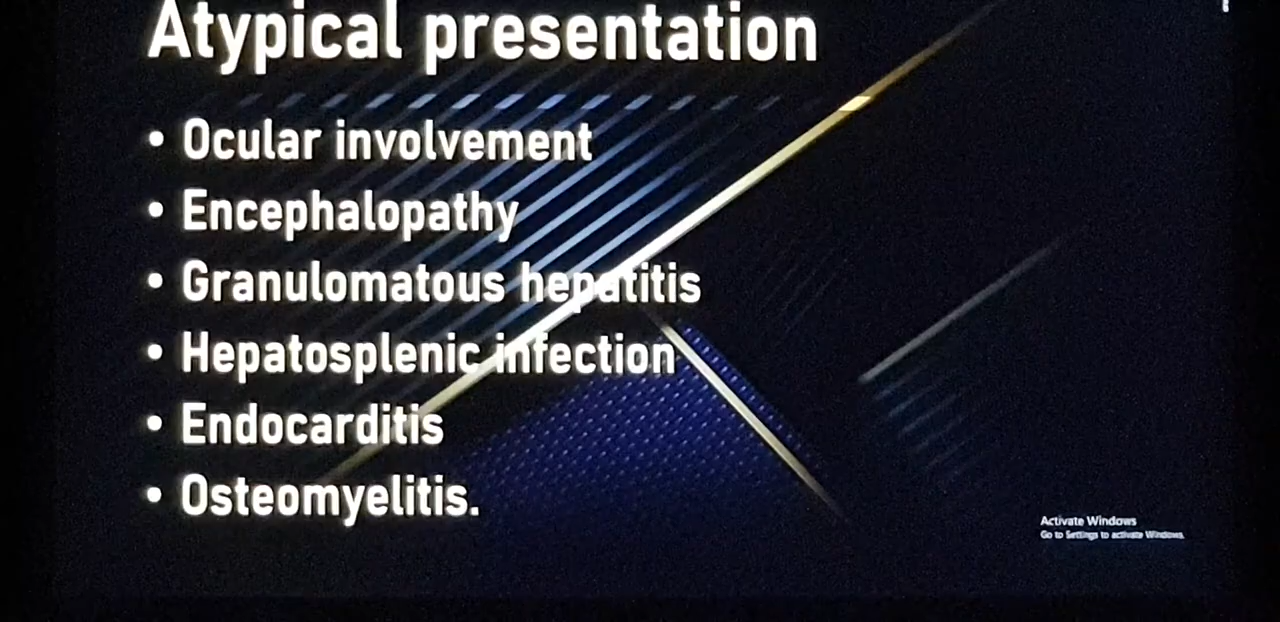 Atypical presentation
• Ocular involvement
• Encephalopathy
• Granulomatous hepatitis
• Hepatosplenic infection
• Endocarditis
• Osteomyelitis.
Activate Windows
Go to Settings to activate Windows.